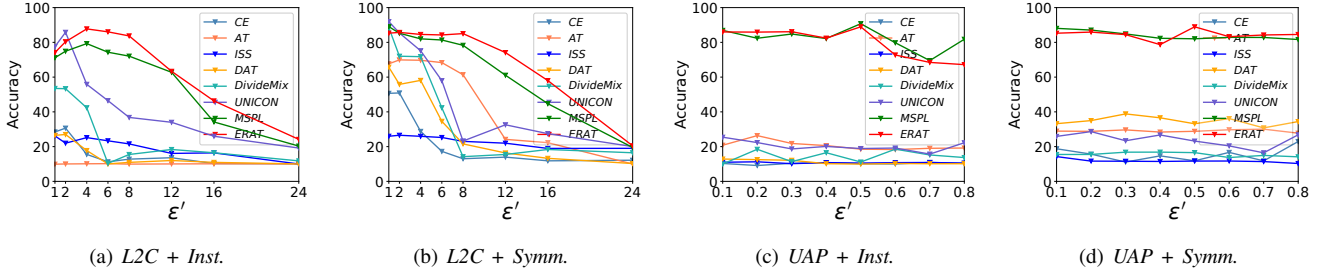 Accuracy
100
80
60
40
20
0
1 2 4 6 8 12 16 24
ε′
CE
AT
ISS
DAT
DivideMix
UNICON
MSPL
ERAT
(a) L2C + Inst.
Accuracy
100
80
60
40
20
0
1 2 4 6 8 12 16 24
ε′
CE
AT
ISS
DAT
DivideMix
UNICON
MSPL
ERAT
(b) L2C + Symm.
Accuracy
100
80
60
40
20
0
0.1 0.2 0.3 0.4 0.5 0.6 0.7 0.8
ε′
CE
AT
ISS
DAT
DivideMix
UNICON
MSPL
ERAT
(c) UAP + Inst.
Accuracy
100
80
60
40
20
0
0.1 0.2 0.3 0.4 0.5 0.6 0.7 0.8
ε′
CE
AT
ISS
DAT
DivideMix
UNICON
MSPL
ERAT
(d) UAP + Symm.